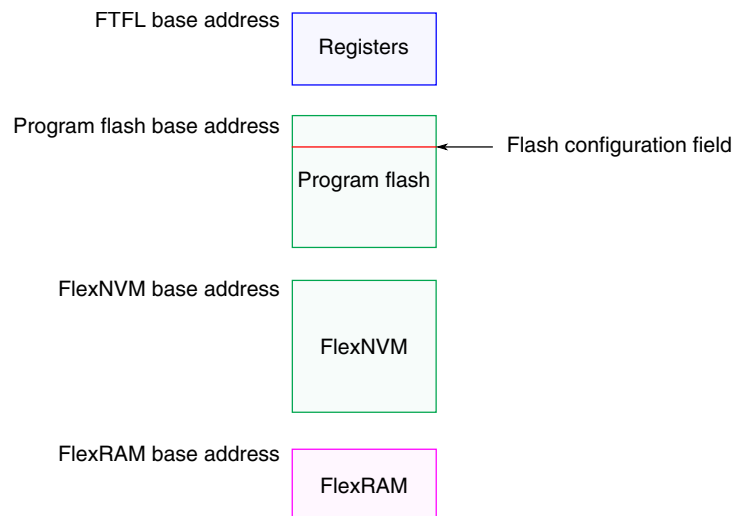 FTFL base address
Registers
Program flash base address
Flash configuration field
Program flash
FlexNVM base address
FlexNVM
FlexRAM base address
FlexRAM